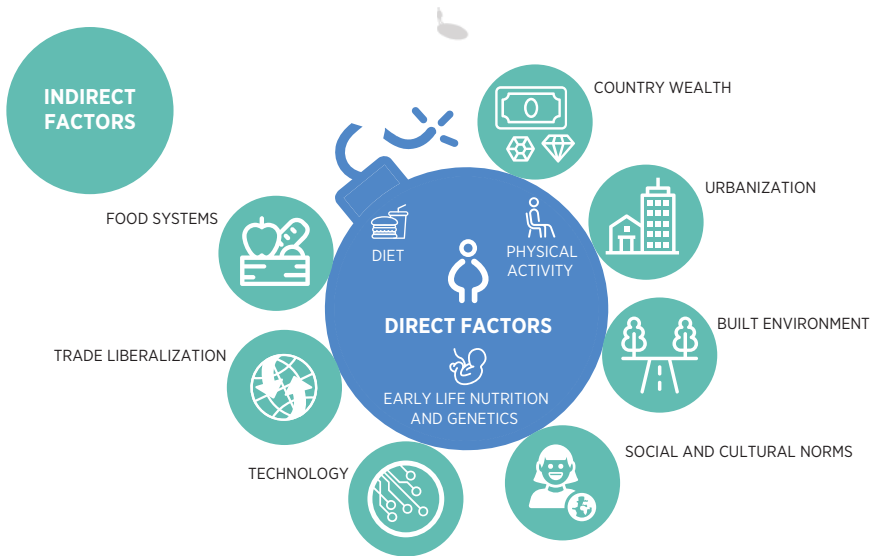 INDIRECT
FACTORS
COUNTRY WEALTH
URBANIZATION
FOOD SYSTEMS
DIET
PHYSICAL
ACTIVITY
DIRECT FACTORS
BUILT ENVIRONMENT
TRADE LIBERALIZATION
EARLY LIFE NUTRITION
AND GENETICS
SOCIAL AND CULTURAL NORMS
TECHNOLOGY